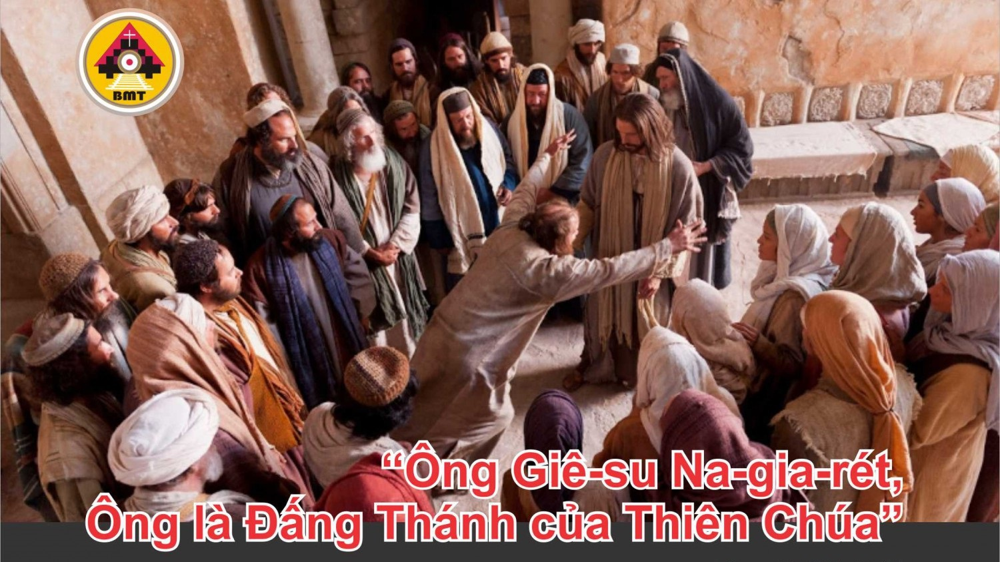 BMT
“Ông Giê-su Na-gia-rét,
Ông là Đấng Thánh của Thiên Chúa”